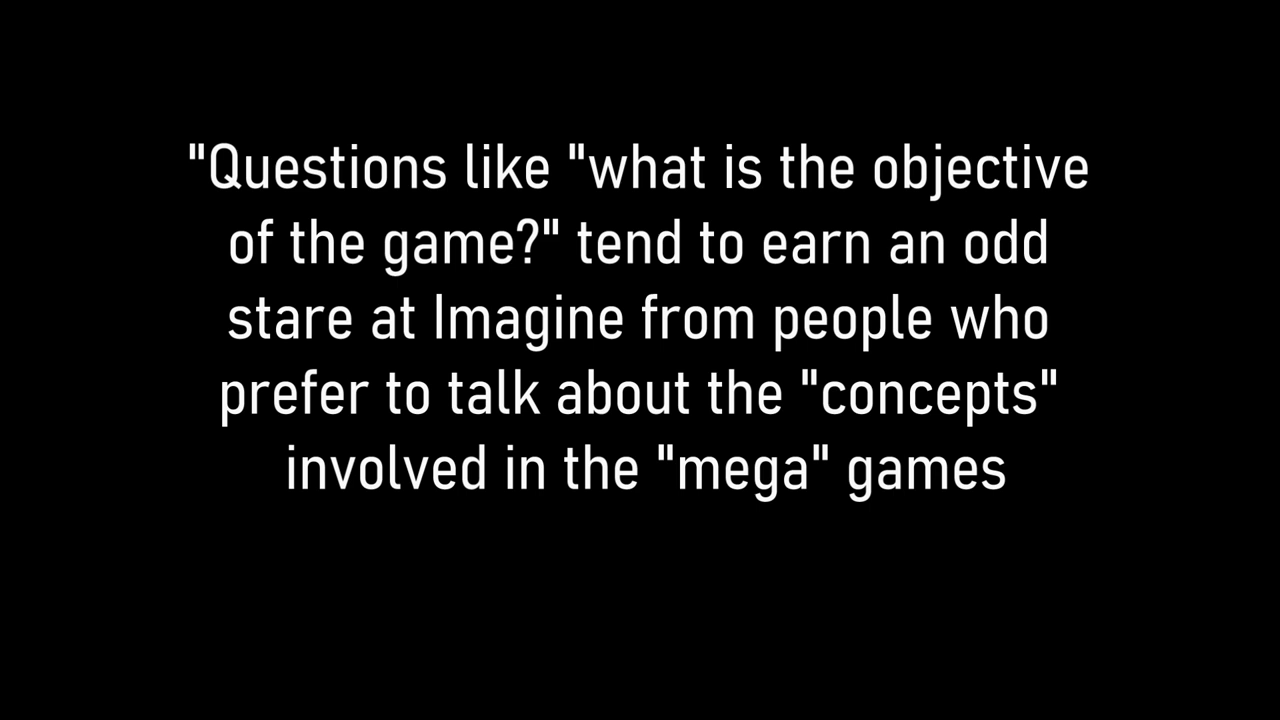 "Questions like "what is the objective
of the game?" tend to earn an odd
stare at Imagine from people who
prefer to talk about the "concepts"
involved in the "mega" games